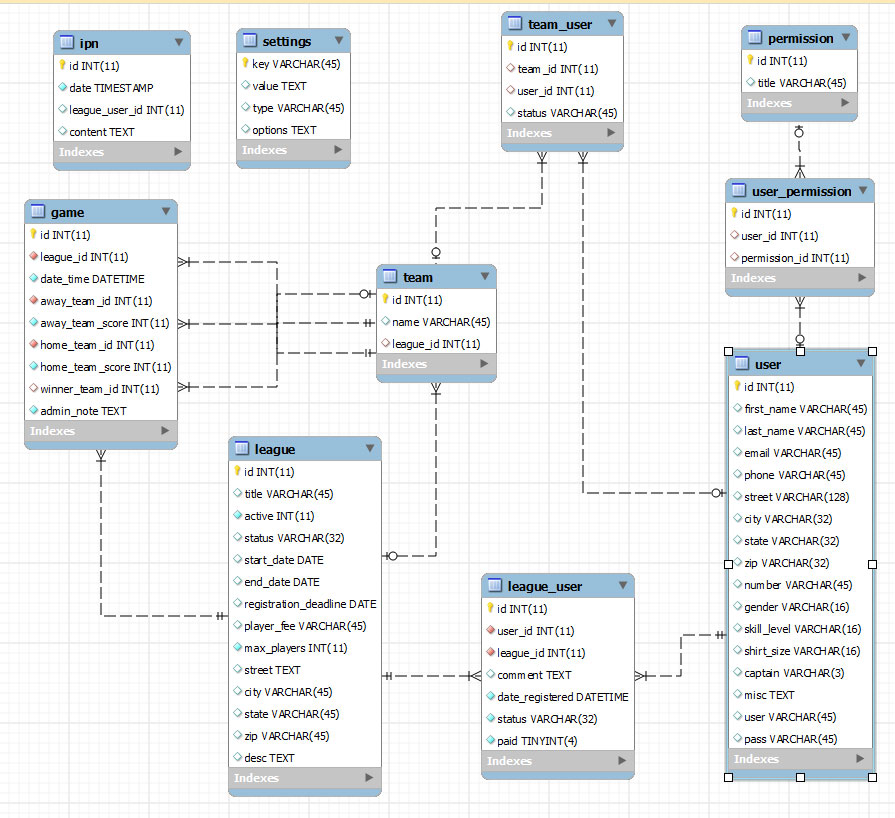 ipn
id INT(11)
date TIMESTAMP
league_user_id INT(11)
content TEXT
Indexes
settings
key VARCHAR(45)
value TEXT
type VARCHAR(45)
options TEXT
Indexes
team_user
id INT(11)
team_id INT(11)
user_id INT(11)
status VARCHAR(45)
Indexes
permission
id INT(11)
title VARCHAR(45)
Indexes
user_permission
id INT(11)
user_id INT(11)
permission_id INT(11)
Indexes
game
id INT(11)
league_id INT(11)
date_time DATETIME
away_team_id INT(11)
away_team_score INT(11)
home_team_id INT(11)
home_team_score INT(11)
winner_team_id INT(11)
admin_note TEXT
Indexes
team
id INT(11)
name VARCHAR(45)
league_id INT(11)
Indexes
user
id INT(11)
first_name VARCHAR(45)
last_name VARCHAR(45)
email VARCHAR(45)
phone VARCHAR(45)
street VARCHAR(128)
city VARCHAR(32)
state VARCHAR(32)
zip VARCHAR(32)
number VARCHAR(45)
gender VARCHAR(16)
skill_level VARCHAR(16)
shirt_size VARCHAR(16)
captain VARCHAR(3)
misc TEXT
user VARCHAR(45)
pass VARCHAR(45)
Indexes
league
id INT(11)
title VARCHAR(45)
active INT(11)
status VARCHAR(32)
start_date DATE
end_date DATE
registration_deadline DATE
player_fee VARCHAR(45)
max_players INT(11)
street TEXT
city VARCHAR(45)
state VARCHAR(45)
zip VARCHAR(45)
desc TEXT
Indexes
league_user
id INT(11)
user_id INT(11)
league_id INT(11)
comment TEXT
date_registered DATETIME
status VARCHAR(32)
paid TINYINT(4)
Indexes